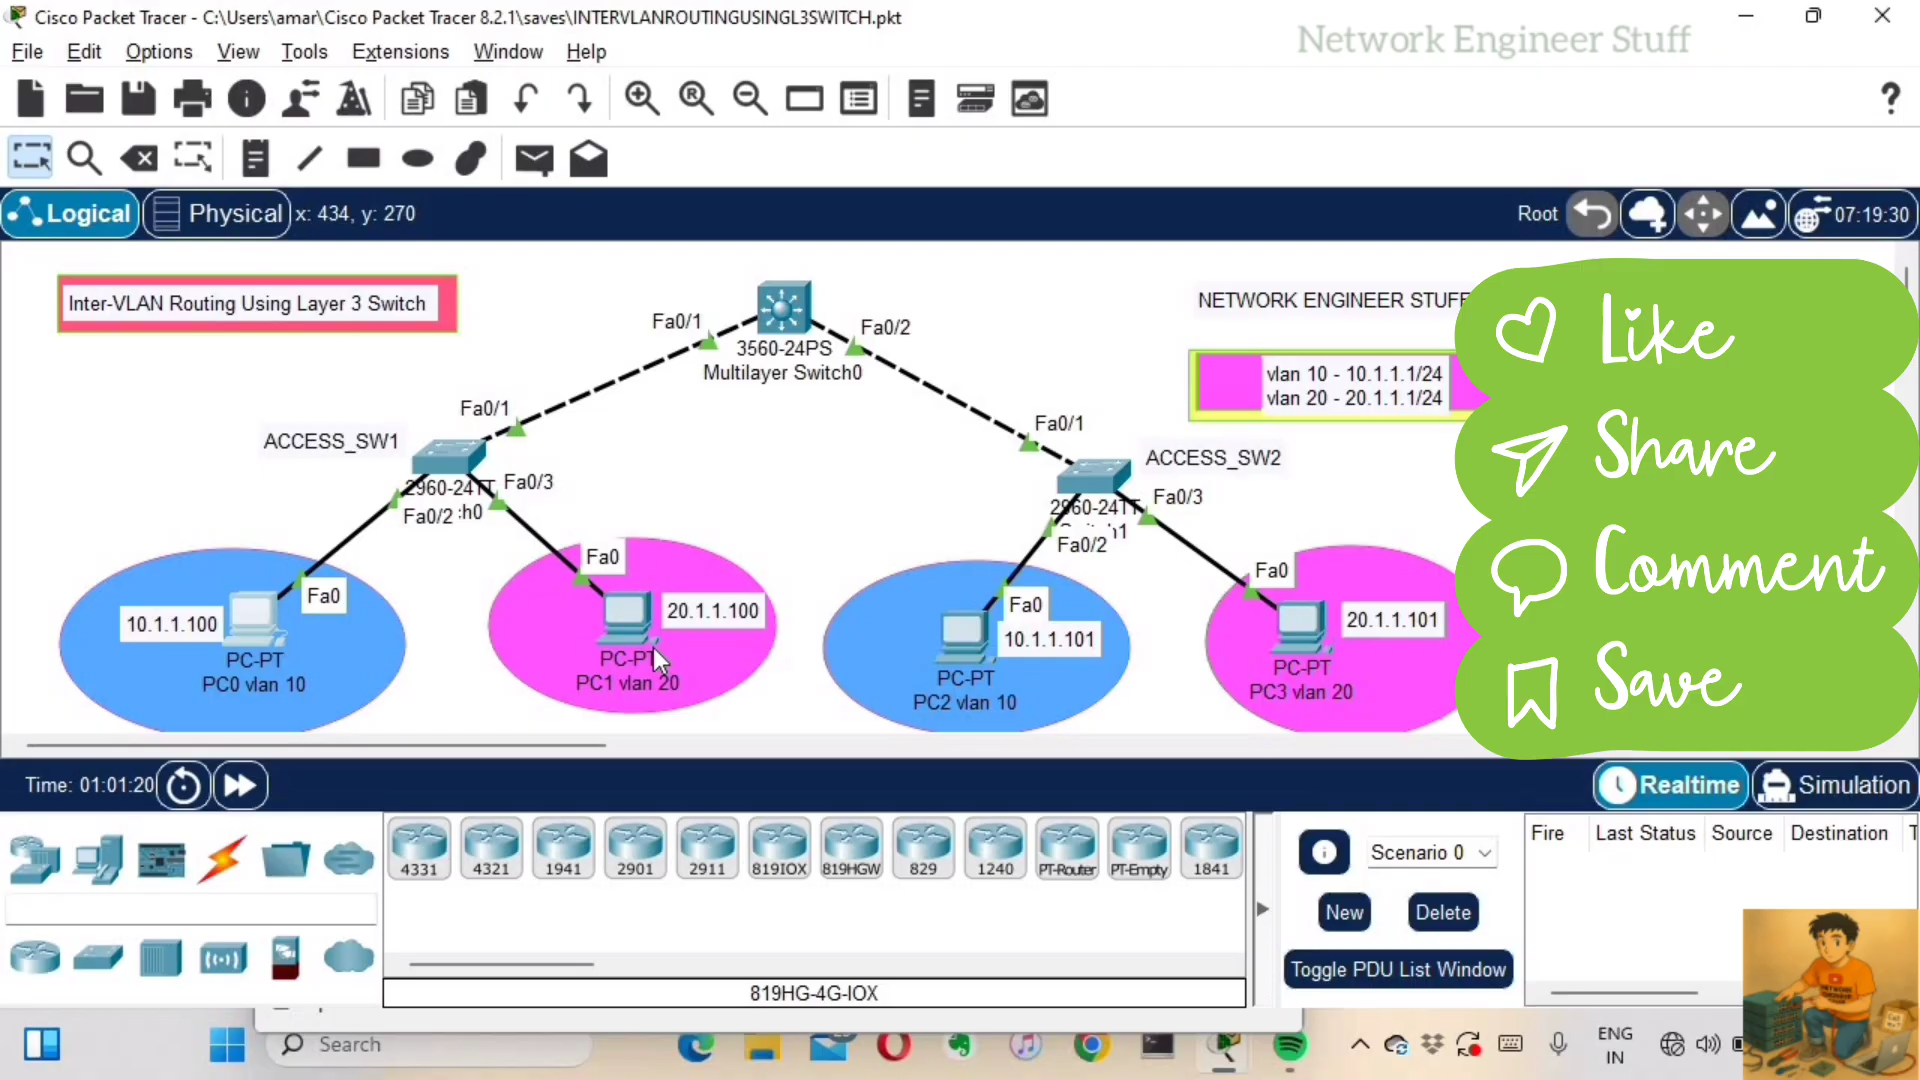 Cisco Packet Tracer - C:\Users\amar\Cisco Packet Tracer 8.2.1\saves\INTERVLANROUTINGUSINGL3SWITCH.pkt
Network Engineer Stuff
File Edit Options View Tools Extensions Window Help
Logical Physical x: 434, y: 270 Root 07:19:30
Inter-VLAN Routing Using Layer 3 Switch
NETWORK ENGINEER STUFF
Fa0/1 Fa0/2
3560-24PS
Multilayer Switch0
vlan 10 - 10.1.1.1/24
vlan 20 - 20.1.1.1/24
Fa0/1
ACCESS_SW1
Fa0/1
ACCESS_SW2
2960-24TT
Fa0/3
Fa0/2
2960-24TT
Fa0/3
Fa0/2
Fa0
Fa0
Fa0
Fa0
10.1.1.100
PC-PT
PC0 vlan 10
20.1.1.100
PC-PT
PC1 vlan 20
10.1.1.101
PC-PT
PC2 vlan 10
20.1.1.101
PC-PT
PC3 vlan 20
Like
Share
Comment
Save
Time: 01:01:20 Realtime Simulation
4331 4321 1941 2901 2911 819IOX 819HGW 829 1240 PT-Router PT-Empty 1841
819HG-4G-IOX
Scenario 0
New Delete
Toggle PDU List Window
Fire Last Status Source Destination
Search
ENG
IN